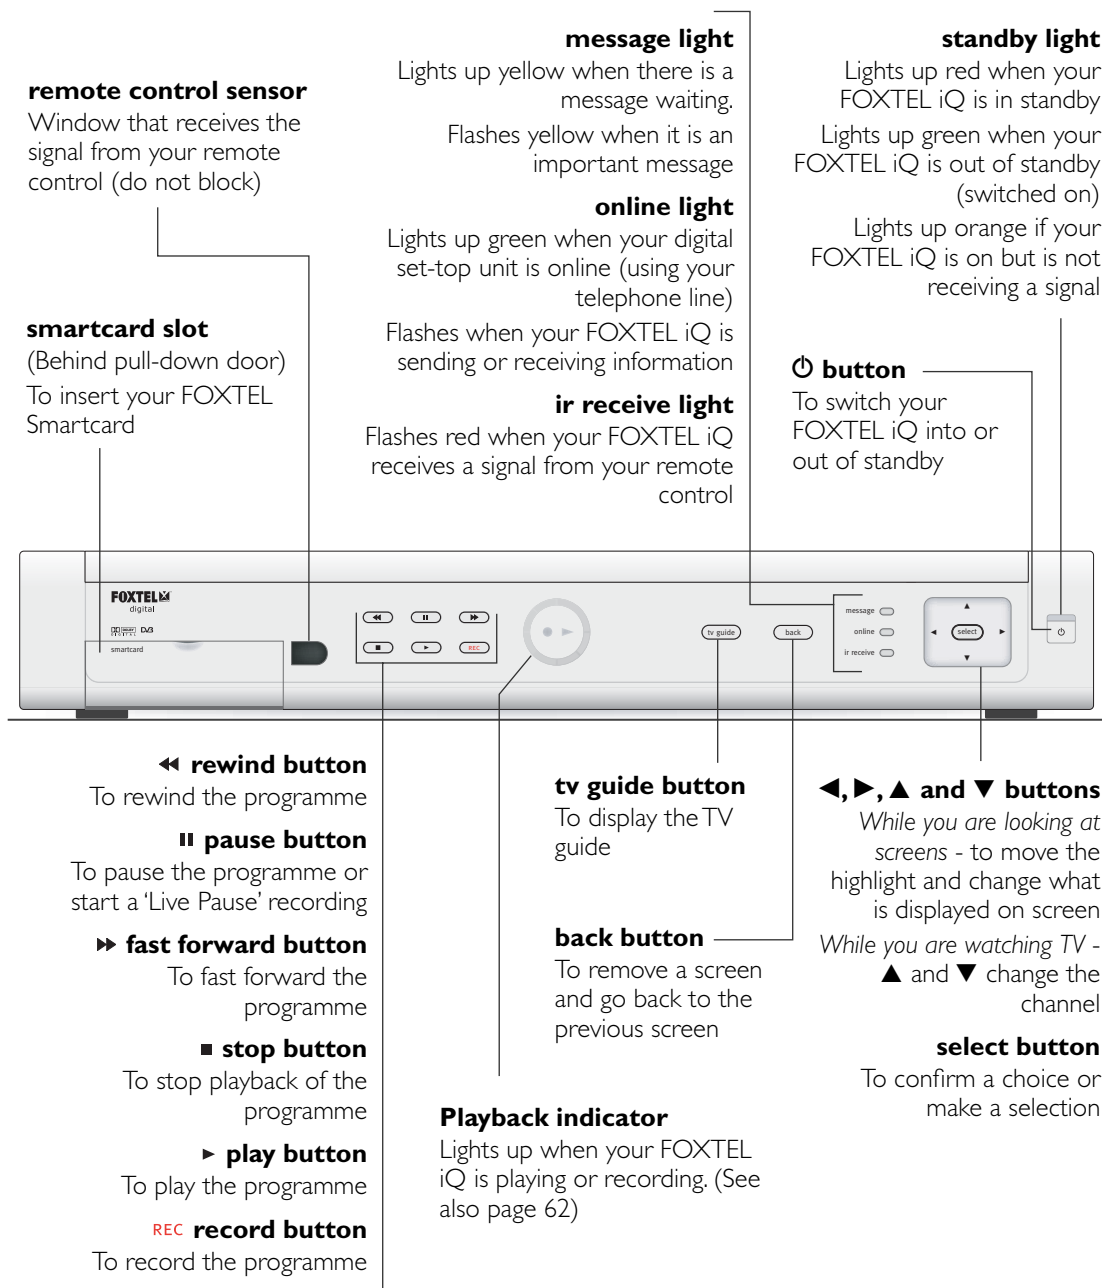 remote control sensor
Window that receives the
signal from your remote
control (do not block)
smartcard slot
(Behind pull-down door)
To insert your FOXTEL
Smartcard
message light
Lights up yellow when there is a
message waiting.
Flashes yellow when it is an
important message
online light
Lights up green when your digital
set-top unit is online (using your
telephone line)
Flashes when your FOXTEL iQ is
sending or receiving information
ir receive light
Flashes red when your FOXTEL iQ
receives a signal from your remote
control
standby light
Lights up red when your
FOXTEL iQ is in standby
Lights up green when your
FOXTEL iQ is out of standby
(switched on)
Lights up orange if your
FOXTEL iQ is on but is not
receiving a signal
⏻ button
To switch your
FOXTEL iQ into or
out of standby
FOXTEL
digital
DOLBY DIGITAL DVB
smartcard
REC
tv guide
back
message
online
ir receive
select
◀◀ rewind button
To rewind the programme
❚❚ pause button
To pause the programme or
start a ‘Live Pause’ recording
▶▶ fast forward button
To fast forward the
programme
■ stop button
To stop playback of the
programme
▶ play button
To play the programme
REC record button
To record the programme
tv guide button
To display the TV
guide
back button
To remove a screen
and go back to the
previous screen
Playback indicator
Lights up when your FOXTEL
iQ is playing or recording. (See
also page 62)
◀, ▶, ▲ and ▼ buttons
While you are looking at
screens - to move the
highlight and change what
is displayed on screen
While you are watching TV -
▲ and ▼ change the
channel
select button
To confirm a choice or
make a selection